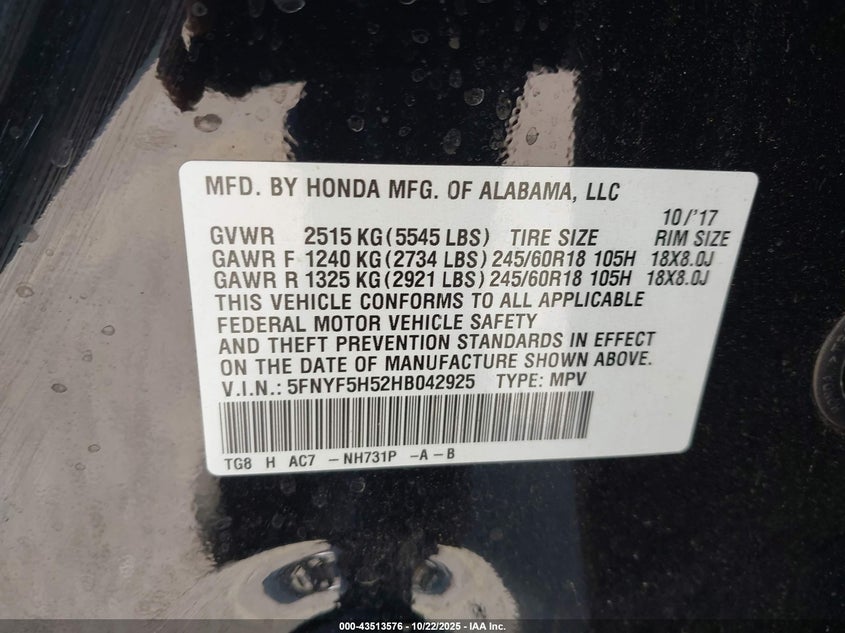 MFD. BY HONDA MFG. OF ALABAMA, LLC
10/'17
GVWR 2515 KG (5545 LBS) TIRE SIZE RIM SIZE
GAWR F 1240 KG (2734 LBS) 245/60R18 105H 18X8.0J
GAWR R 1325 KG (2921 LBS) 245/60R18 105H 18X8.0J
THIS VEHICLE CONFORMS TO ALL APPLICABLE
FEDERAL MOTOR VEHICLE SAFETY
AND THEFT PREVENTION STANDARDS IN EFFECT
ON THE DATE OF MANUFACTURE SHOWN ABOVE.
V.I.N.: 5FNYF5H52HB042925 TYPE: MPV
TG8 H AC7 -NH731P -A-B
000-43513576 - 10/22/2025 - IAA Inc.